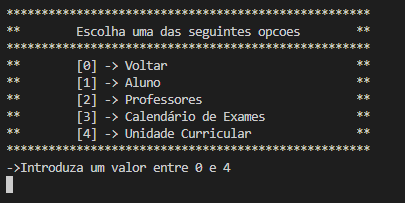 ****************************************************
**        Escolha uma das seguintes opcoes        **
****************************************************
**        [0] -> Voltar                           **
**        [1] -> Aluno                            **
**        [2] -> Professores                      **
**        [3] -> Calendário de Exames             **
**        [4] -> Unidade Curricular               **
****************************************************
->Introduza um valor entre 0 e 4